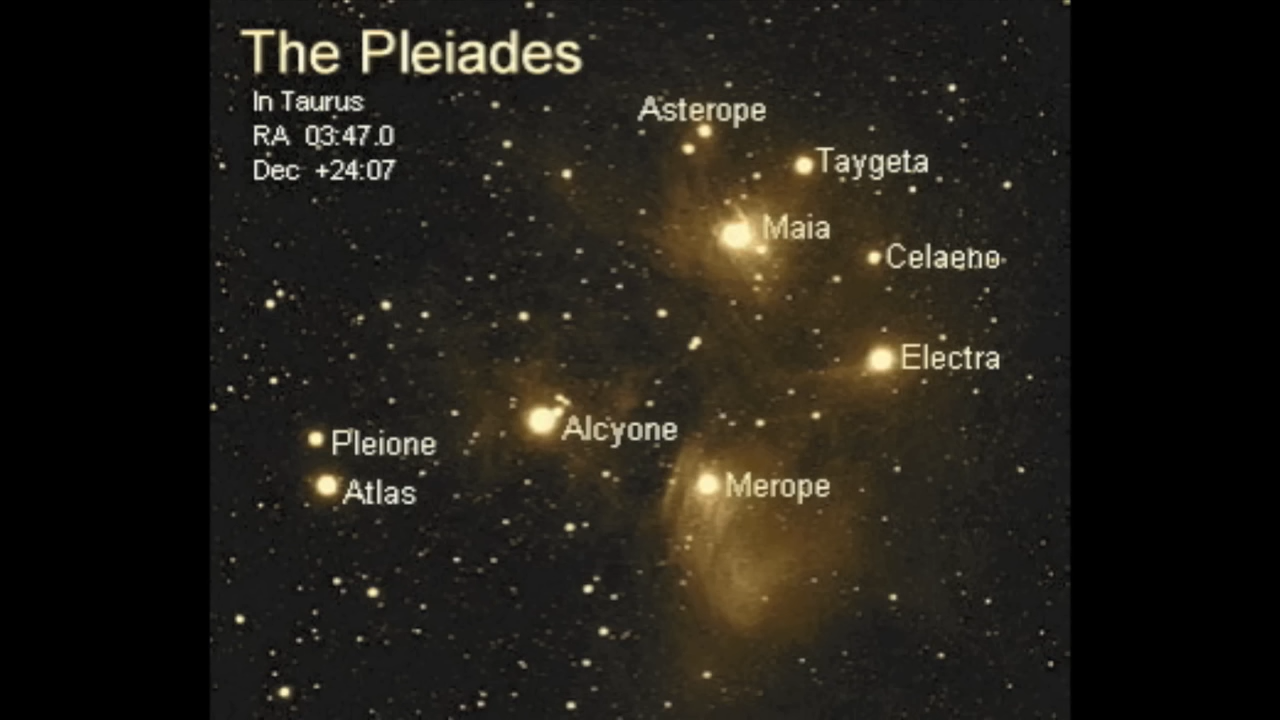 The Pleiades
In Taurus
RA 03:47.0
Dec +24:07
Asterope
Taygeta
Maia
Celaeno
Electra
Alcyone
Pleione
Merope
Atlas